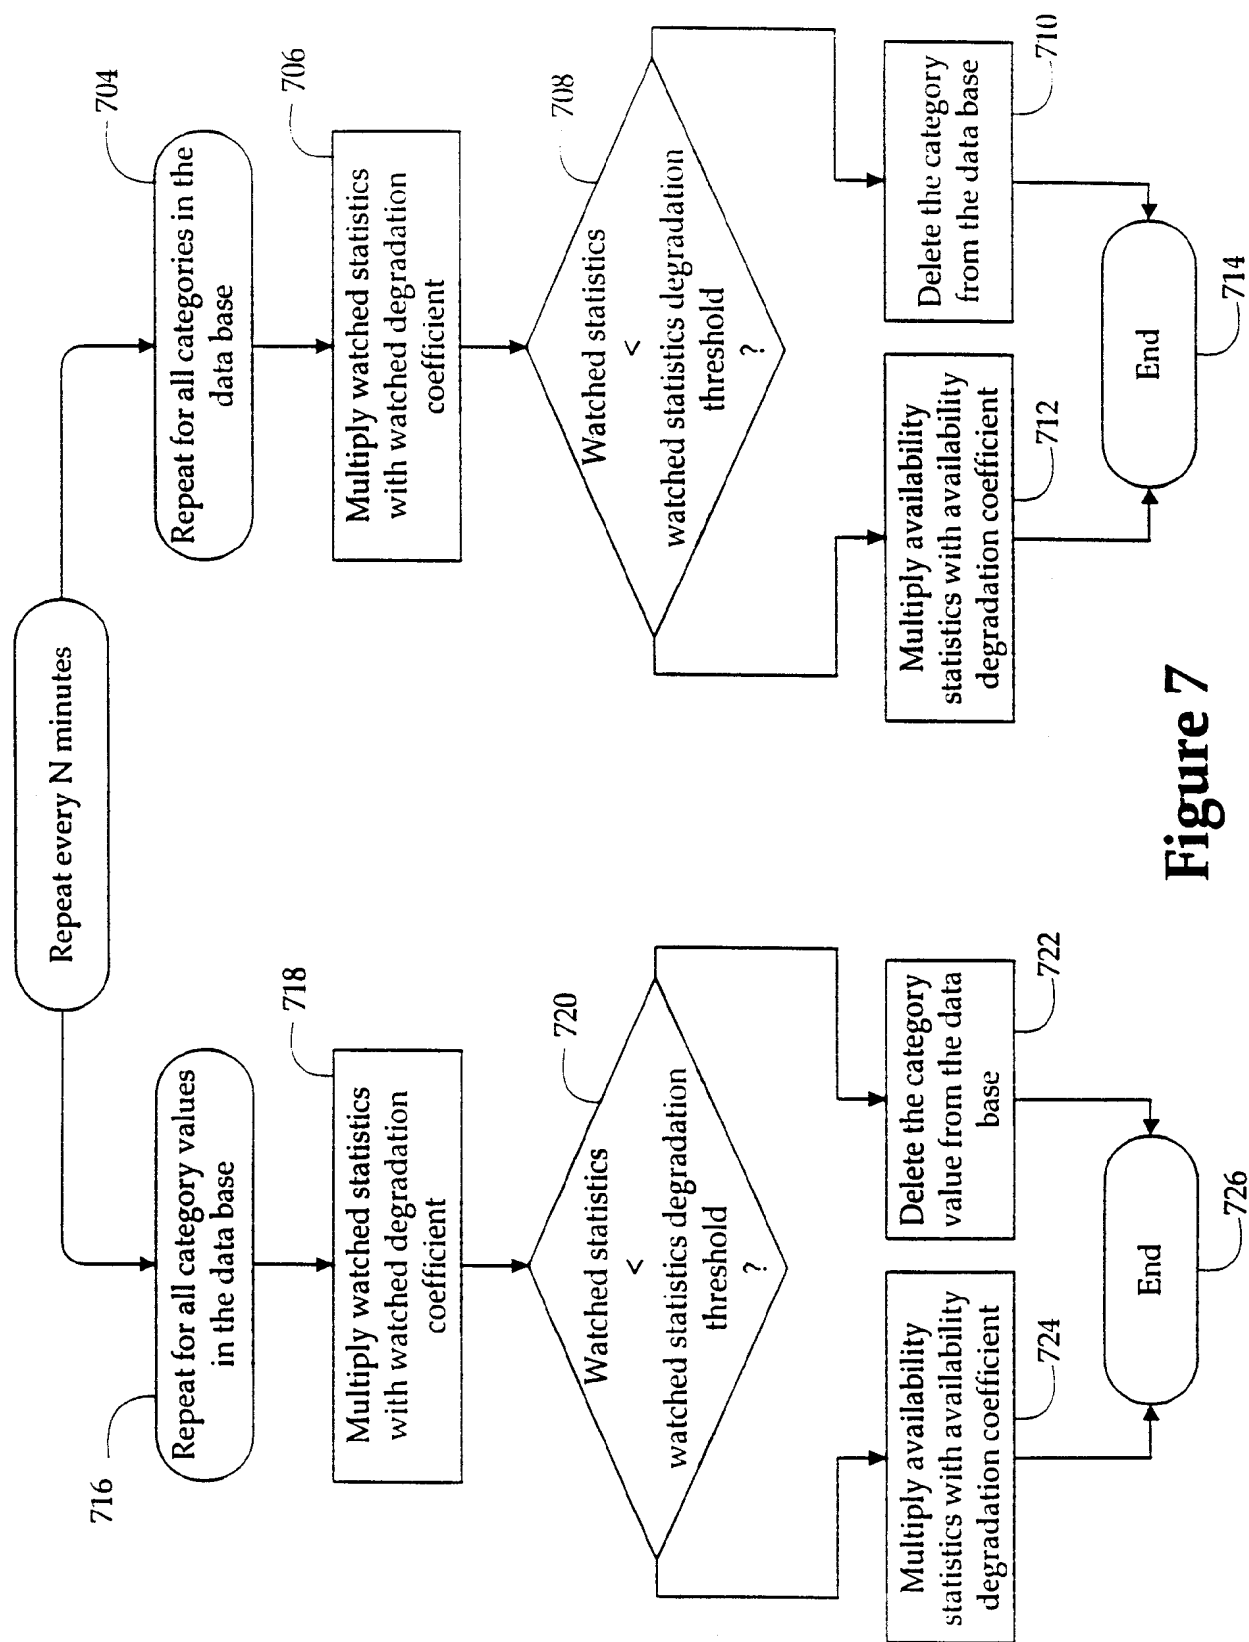 Repeat every N minutes
716
Repeat for all category values
in the data base
718
Multiply watched statistics
with watched degradation
coefficient
720
Watched statistics
<
watched statistics degradation
threshold
?
Multiply availability
statistics with availability
degradation coefficient
724
Delete the category
value from the data
base
722
End
726
704
Repeat for all categories in the
data base
706
Multiply watched statistics
with watched degradation
coefficient
708
Watched statistics
<
watched statistics degradation
threshold
?
Multiply availability
statistics with availability
degradation coefficient
712
Delete the category
from the data base
710
End
714
Figure 7